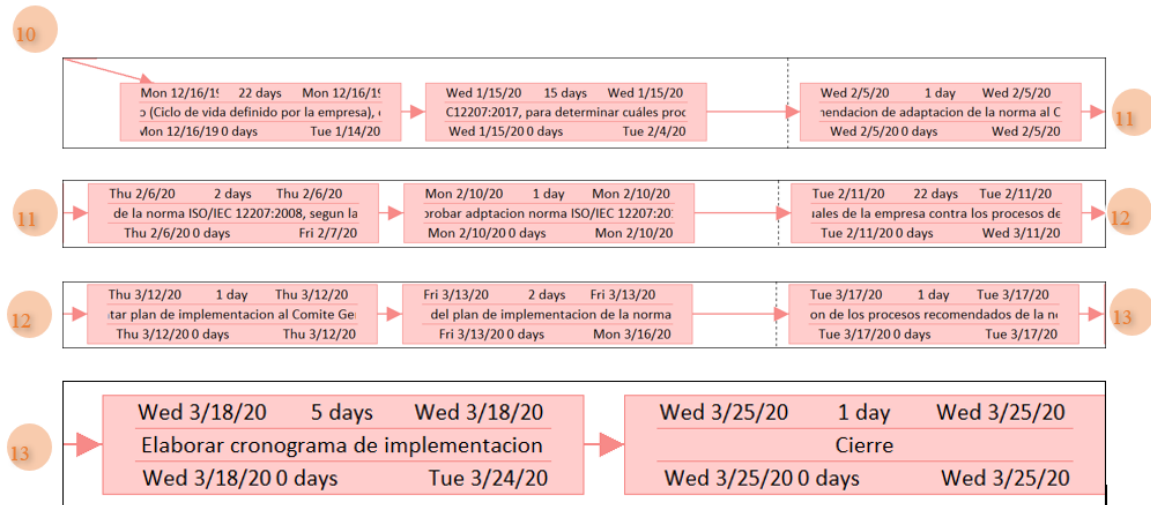 10
Mon 12/16/19 22 days Mon 12/16/19
o (Ciclo de vida definido por la empresa),
Mon 12/16/19 0 days Tue 1/14/20
Wed 1/15/20 15 days Wed 1/15/20
C12207:2017, para determinar cuáles proc
Wed 1/15/20 0 days Tue 2/4/20
Wed 2/5/20 1 day Wed 2/5/20
nendacion de adaptacion de la norma al C
Wed 2/5/20 0 days Wed 2/5/20
11
11
Thu 2/6/20 2 days Thu 2/6/20
de la norma ISO/IEC 12207:2008, segun la
Thu 2/6/20 0 days Fri 2/7/20
Mon 2/10/20 1 day Mon 2/10/20
probar adptacion norma ISO/IEC 12207:20
Mon 2/10/20 0 days Mon 2/10/20
Tue 2/11/20 22 days Tue 2/11/20
uales de la empresa contra los procesos de
Tue 2/11/20 0 days Wed 3/11/20
12
12
Thu 3/12/20 1 day Thu 3/12/20
tar plan de implementacion al Comite Ge
Thu 3/12/20 0 days Thu 3/12/20
Fri 3/13/20 2 days Fri 3/13/20
del plan de implementacion de la norma
Fri 3/13/20 0 days Mon 3/16/20
Tue 3/17/20 1 day Tue 3/17/20
on de los procesos recomendados de la n
Tue 3/17/20 0 days Tue 3/17/20
13
13
Wed 3/18/20 5 days Wed 3/18/20
Elaborar cronograma de implementacion
Wed 3/18/20 0 days Tue 3/24/20
Wed 3/25/20 1 day Wed 3/25/20
Cierre
Wed 3/25/20 0 days Wed 3/25/20